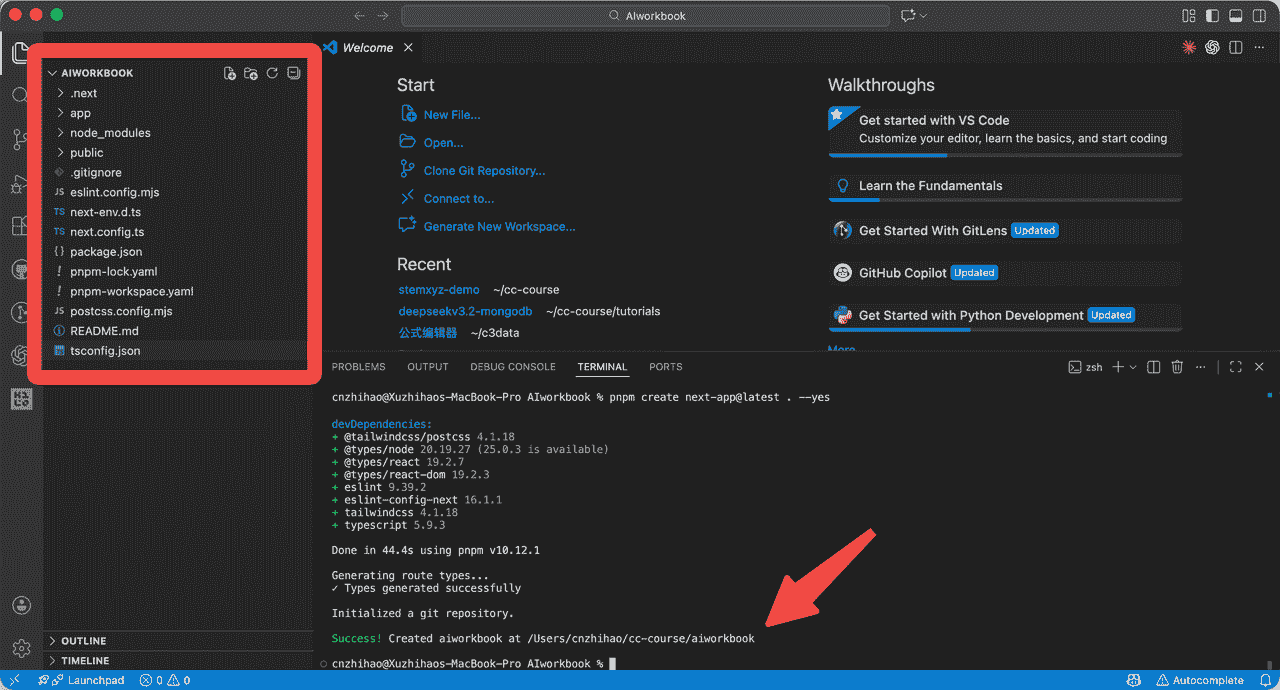 AIworkbook
Welcome
AIWORKBOOK
.next
app
node_modules
public
.gitignore
JS eslint.config.mjs
TS next-env.d.ts
TS next.config.ts
{ } package.json
! pnpm-lock.yaml
! pnpm-workspace.yaml
JS postcss.config.mjs
README.md
tsconfig.json
OUTLINE
TIMELINE
Start
New File...
Open...
Clone Git Repository...
Connect to...
Generate New Workspace...
Recent
stemxyz-demo ~/cc-course
deepseekv3.2-mongodb ~/cc-course/tutorials
公式编辑器 ~/c3data
Walkthroughs
Get started with VS Code
Customize your editor, learn the basics, and start coding
Learn the Fundamentals
Get Started With GitLens Updated
GitHub Copilot Updated
Get Started with Python Development Updated
More
PROBLEMS OUTPUT DEBUG CONSOLE TERMINAL PORTS
zsh
cnzhihao@Xuzhihaos-MacBook-Pro AIworkbook % pnpm create next-app@latest . --yes
devDependencies:
+ @tailwindcss/postcss 4.1.18
+ @types/node 20.19.27 (25.0.3 is available)
+ @types/react 19.2.7
+ @types/react-dom 19.2.3
+ eslint 9.39.2
+ eslint-config-next 16.1.1
+ tailwindcss 4.1.18
+ typescript 5.9.3
Done in 44.4s using pnpm v10.12.1
Generating route types...
✓ Types generated successfully
Initialized a git repository.
Success! Created aiworkbook at /Users/cnzhihao/cc-course/aiworkbook
cnzhihao@Xuzhihaos-MacBook-Pro AIworkbook %
Launchpad 0 0
Autocomplete